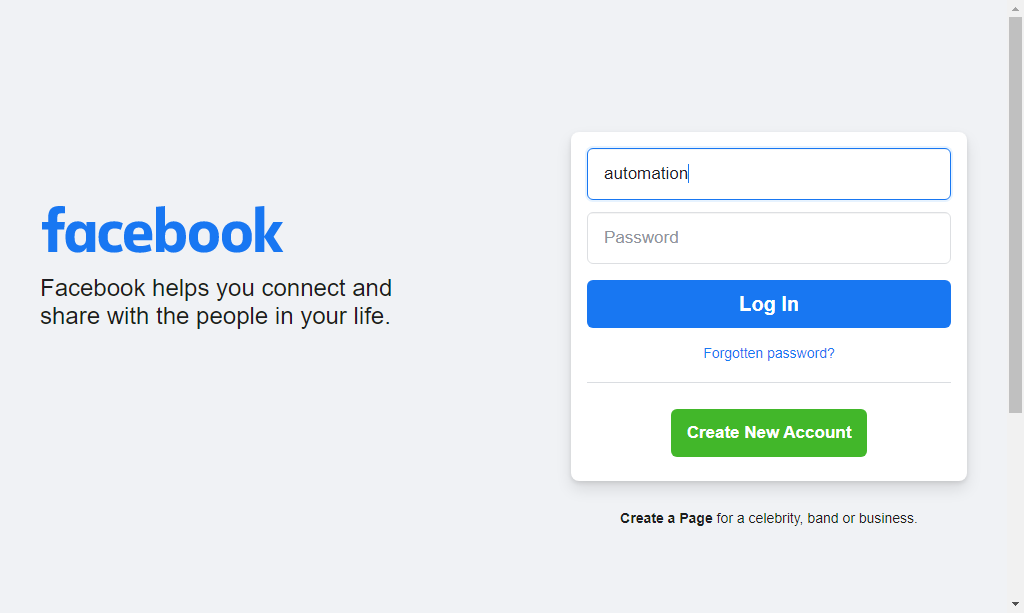 facebook
Facebook helps you connect and
share with the people in your life.
automation
Password
Log In
Forgotten password?
Create New Account
Create a Page for a celebrity, band or business.